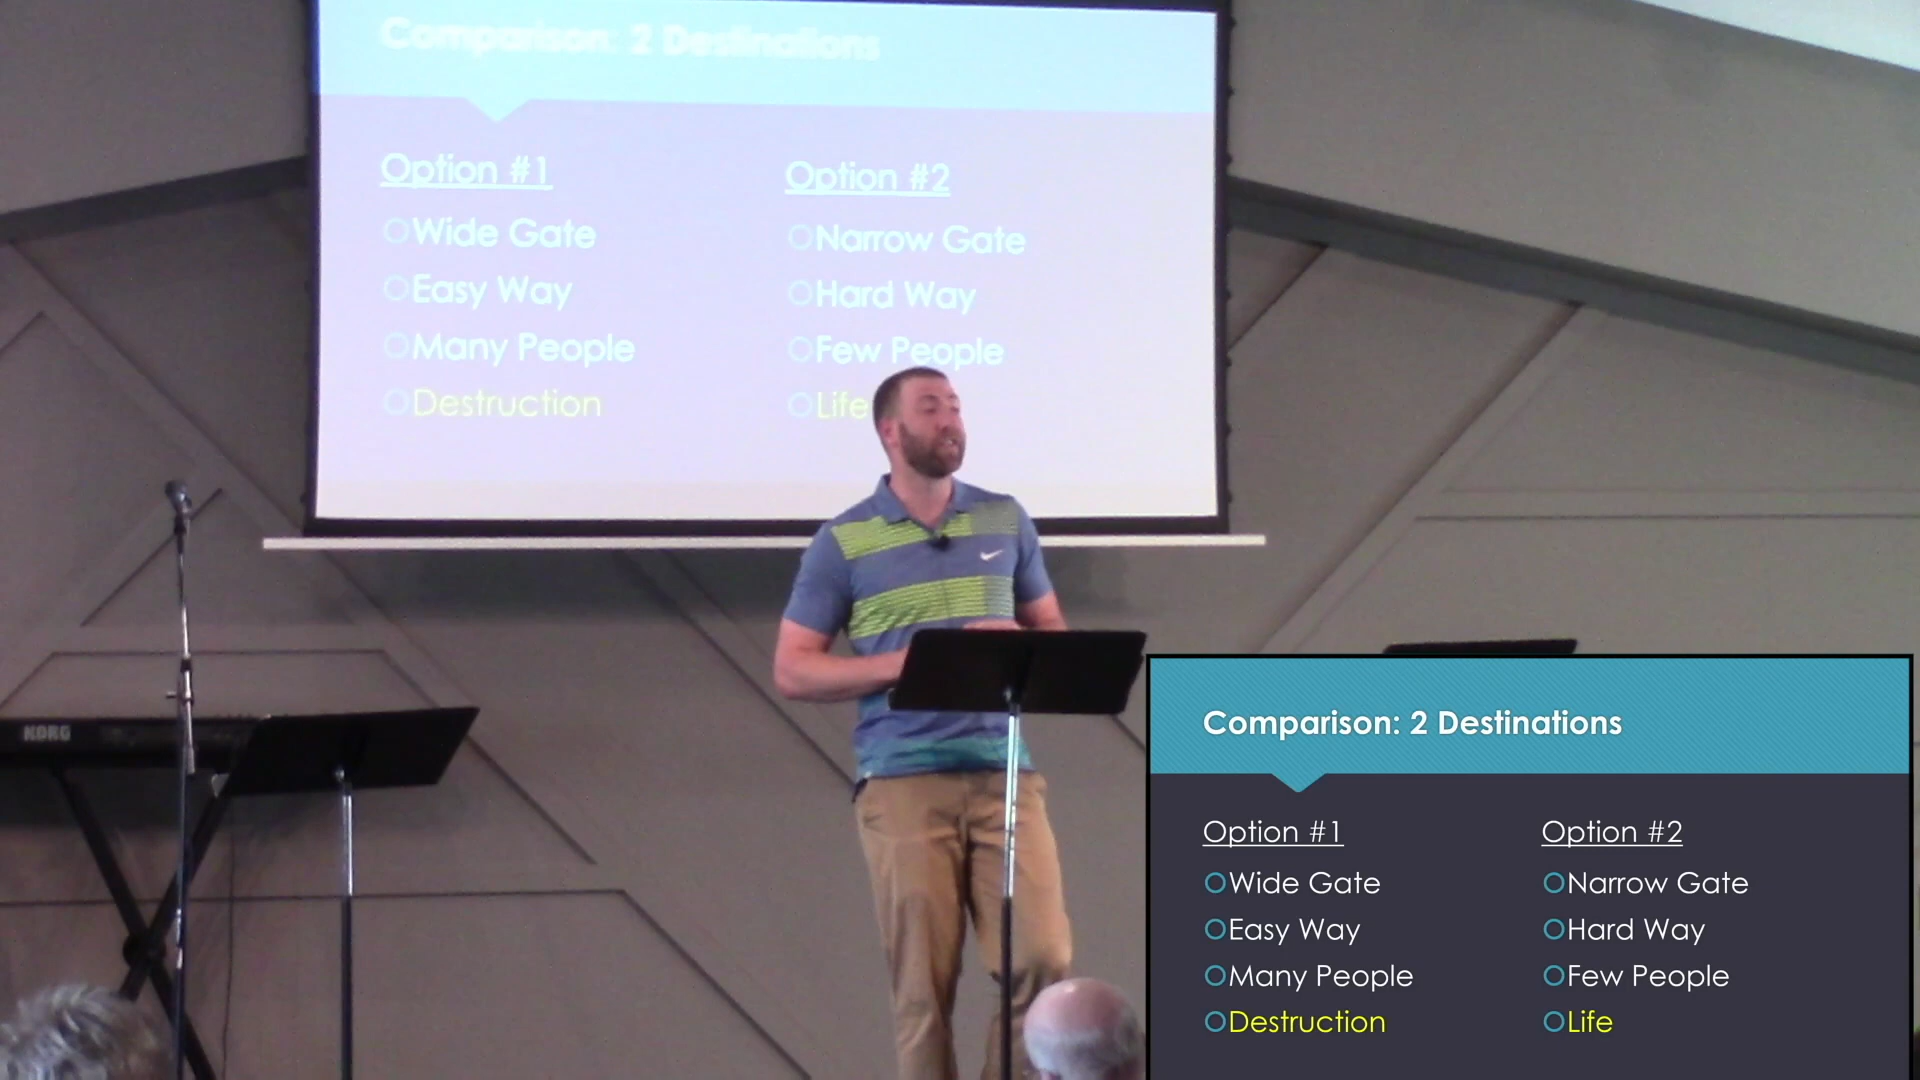 Comparison: 2 Destinations
Option #1
Wide Gate
Easy Way
Many People
Destruction
Option #2
Narrow Gate
Hard Way
Few People
Life
KORG
Comparison: 2 Destinations
Option #1
Wide Gate
Easy Way
Many People
Destruction
Option #2
Narrow Gate
Hard Way
Few People
Life